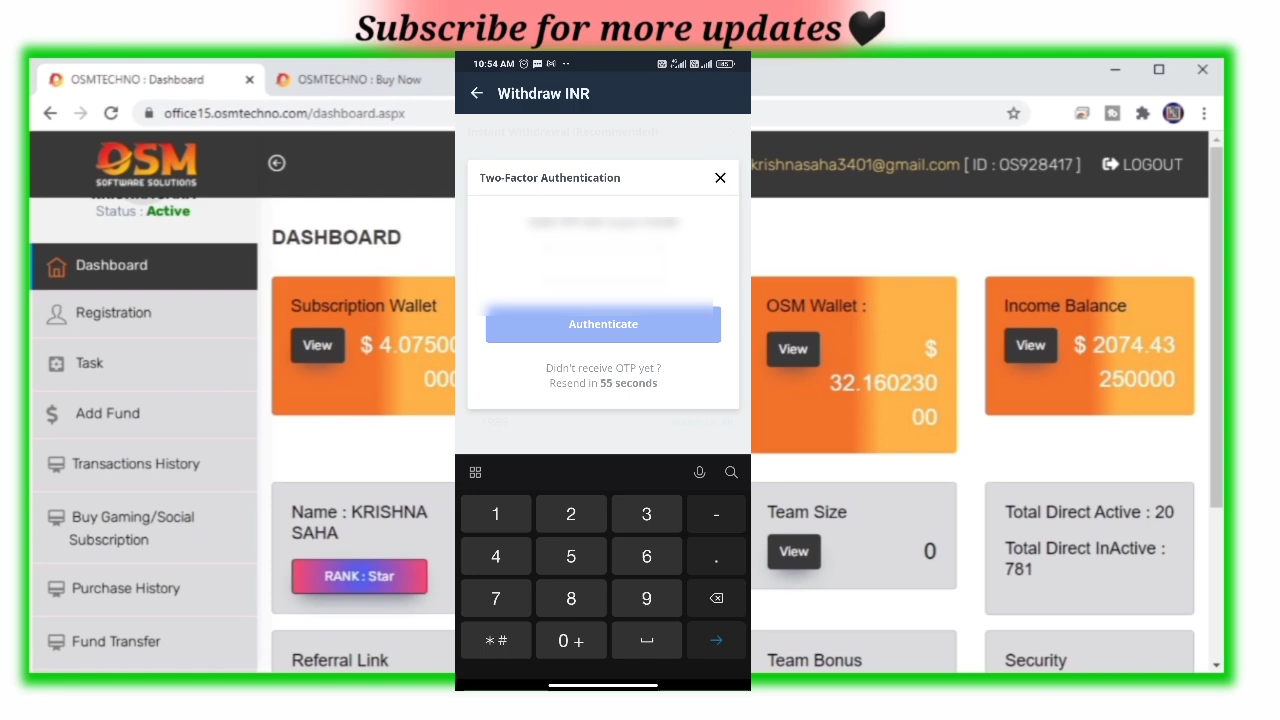 Subscribe for more updates🖤
OSMTECHNO : Dashboard
OSMTECHNO : Buy Now
office15.osmtechno.com/dashboard.aspx
OSM
SOFTWARE SOLUTIONS
krishnasaha3401@gmail.com [ ID : OS928417 ]
LOGOUT
Status : Active
Dashboard
Registration
Task
Add Fund
Transactions History
Buy Gaming/Social
Subscription
Purchase History
Fund Transfer
DASHBOARD
Subscription Wallet
View
$ 4.07500
000
OSM Wallet :
View
$
32.160230
00
Income Balance
View
$ 2074.43
250000
Name : KRISHNA
SAHA
RANK : Star
Team Size
View
0
Total Direct Active : 20
Total Direct InActive :
781
Referral Link
Team Bonus
Security
10:54 AM
45
Withdraw INR
Instant Withdrawal (Recommended)
Two-Factor Authentication
Authenticate
Didn't receive OTP yet ?
Resend in 55 seconds
1
2
3
-
4
5
6
.
7
8
9
*#
0 +